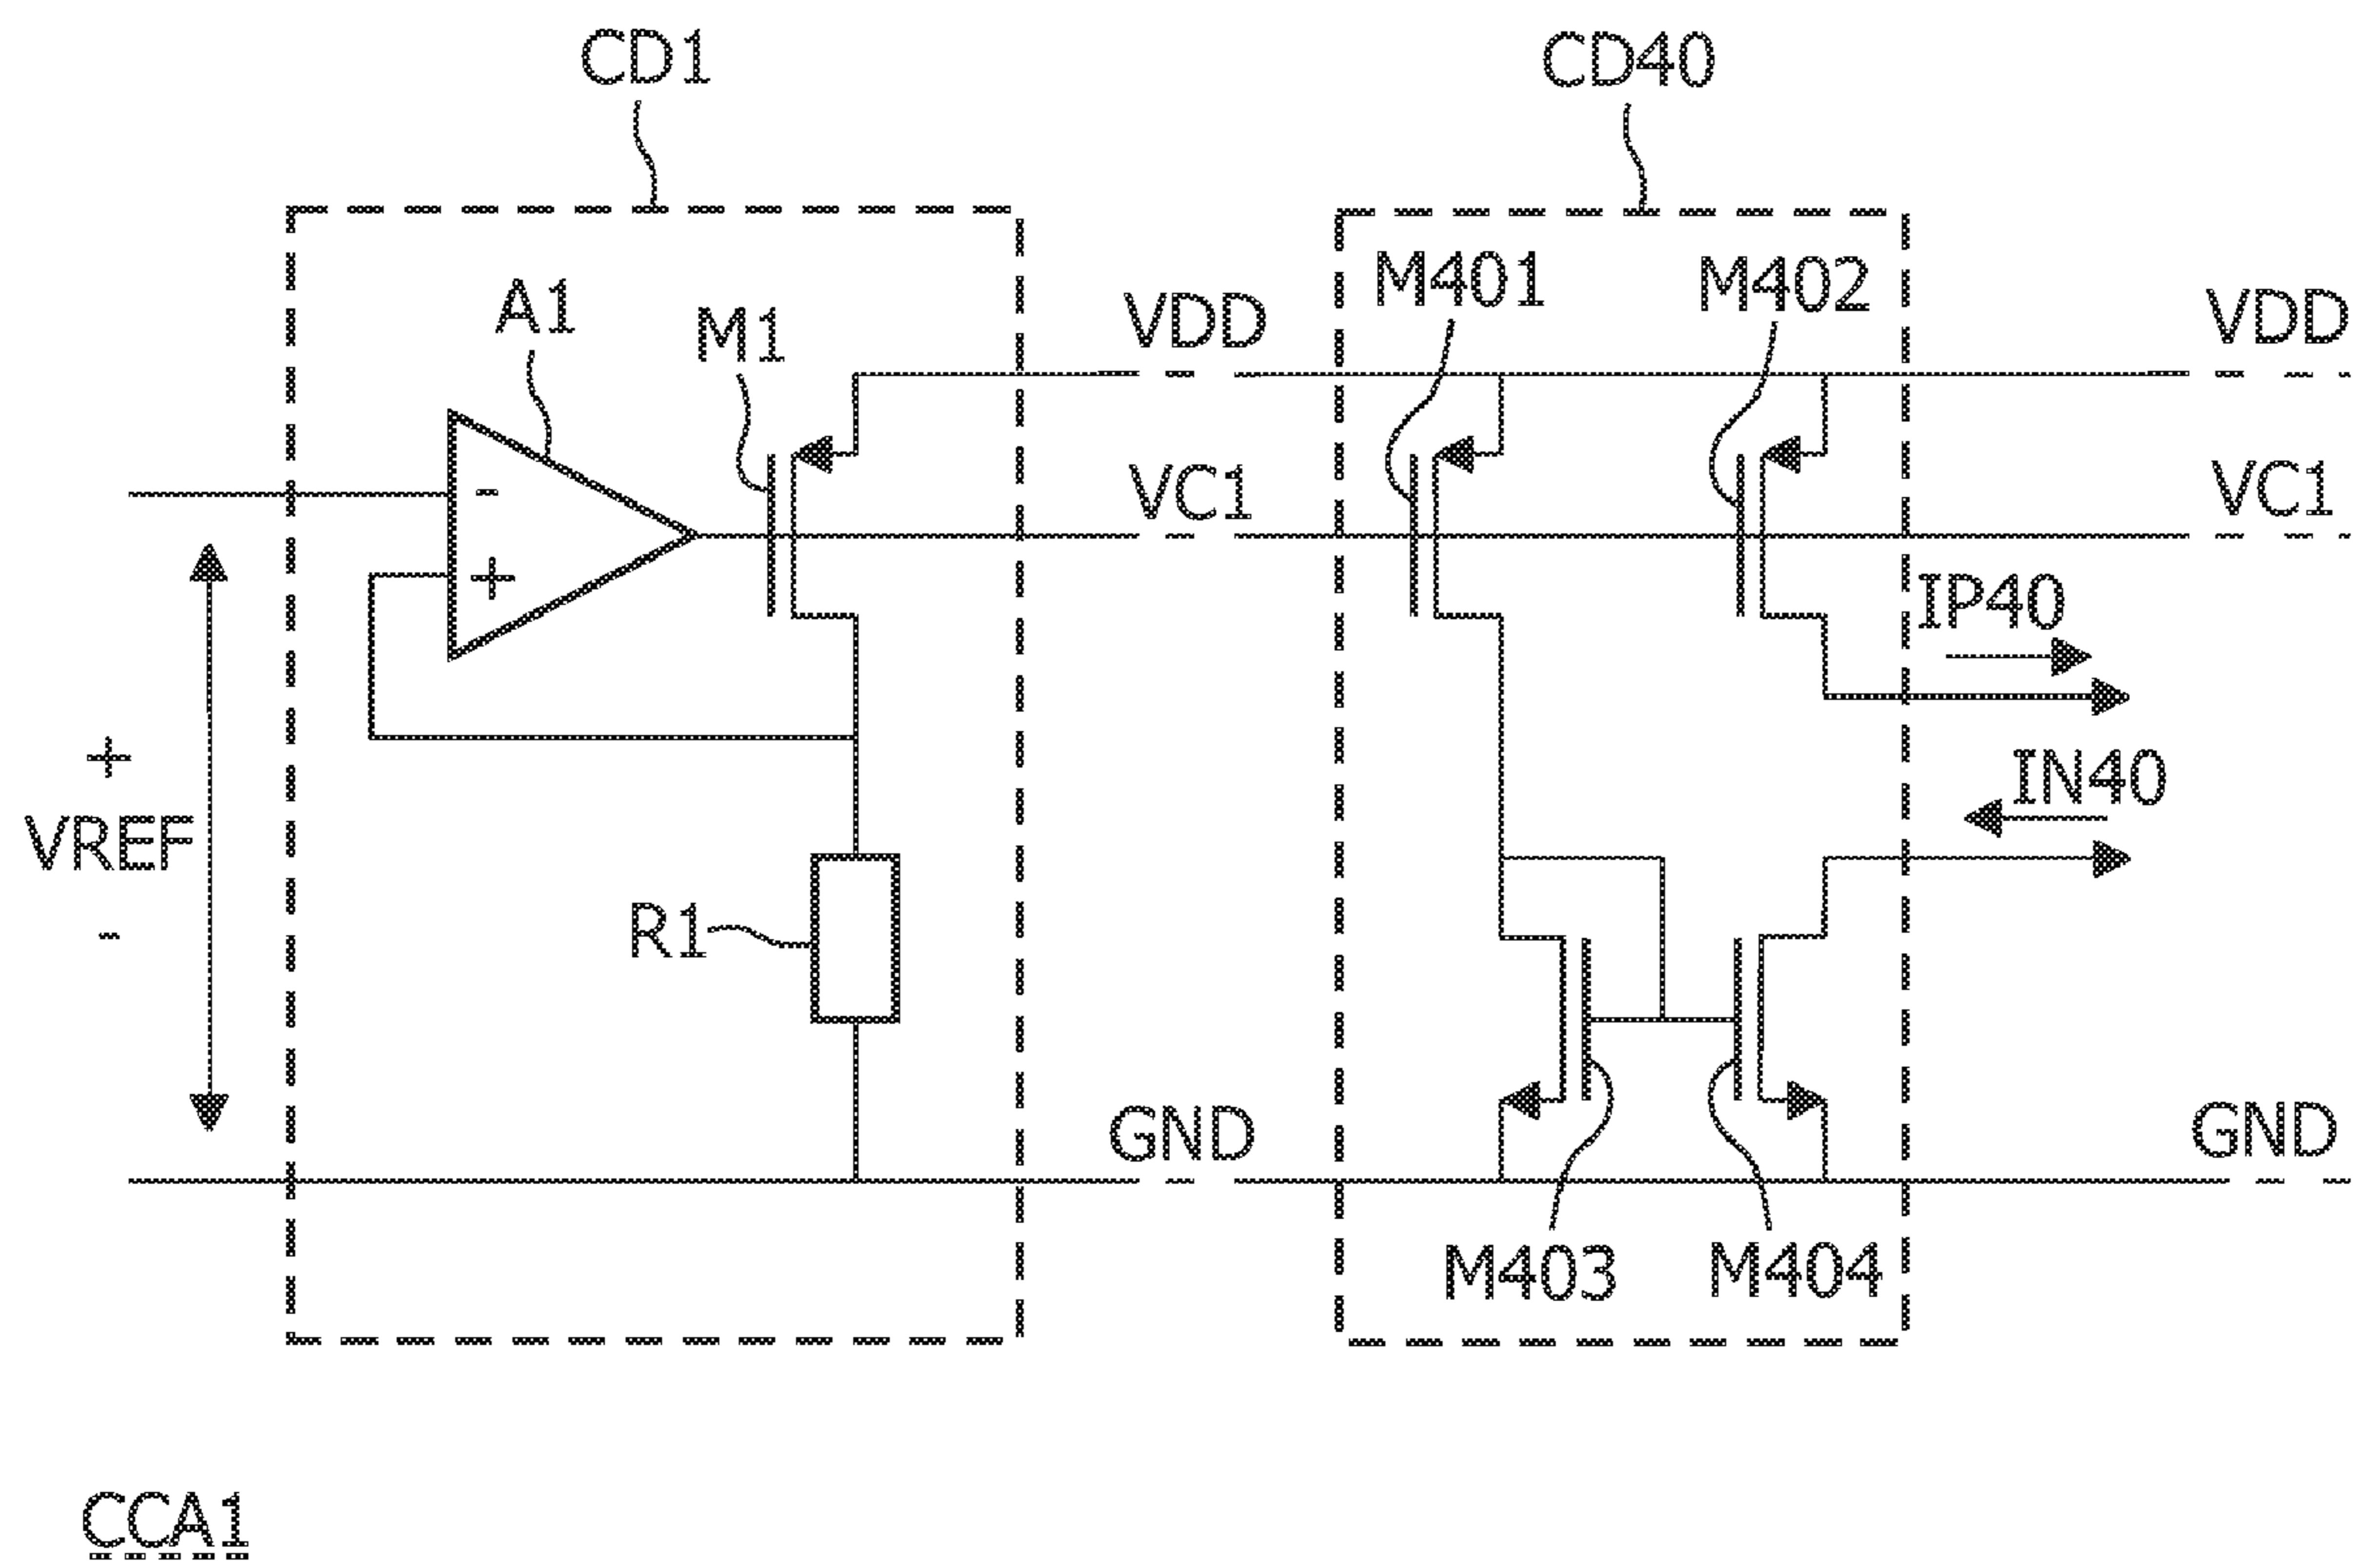 CD1
CD40
A1
M1
VDD
M401
M402
VDD
-
+
VC1
VC1
IP40
+
VREF
-
IN40
R1
GND
GND
M403
M404
CCA1